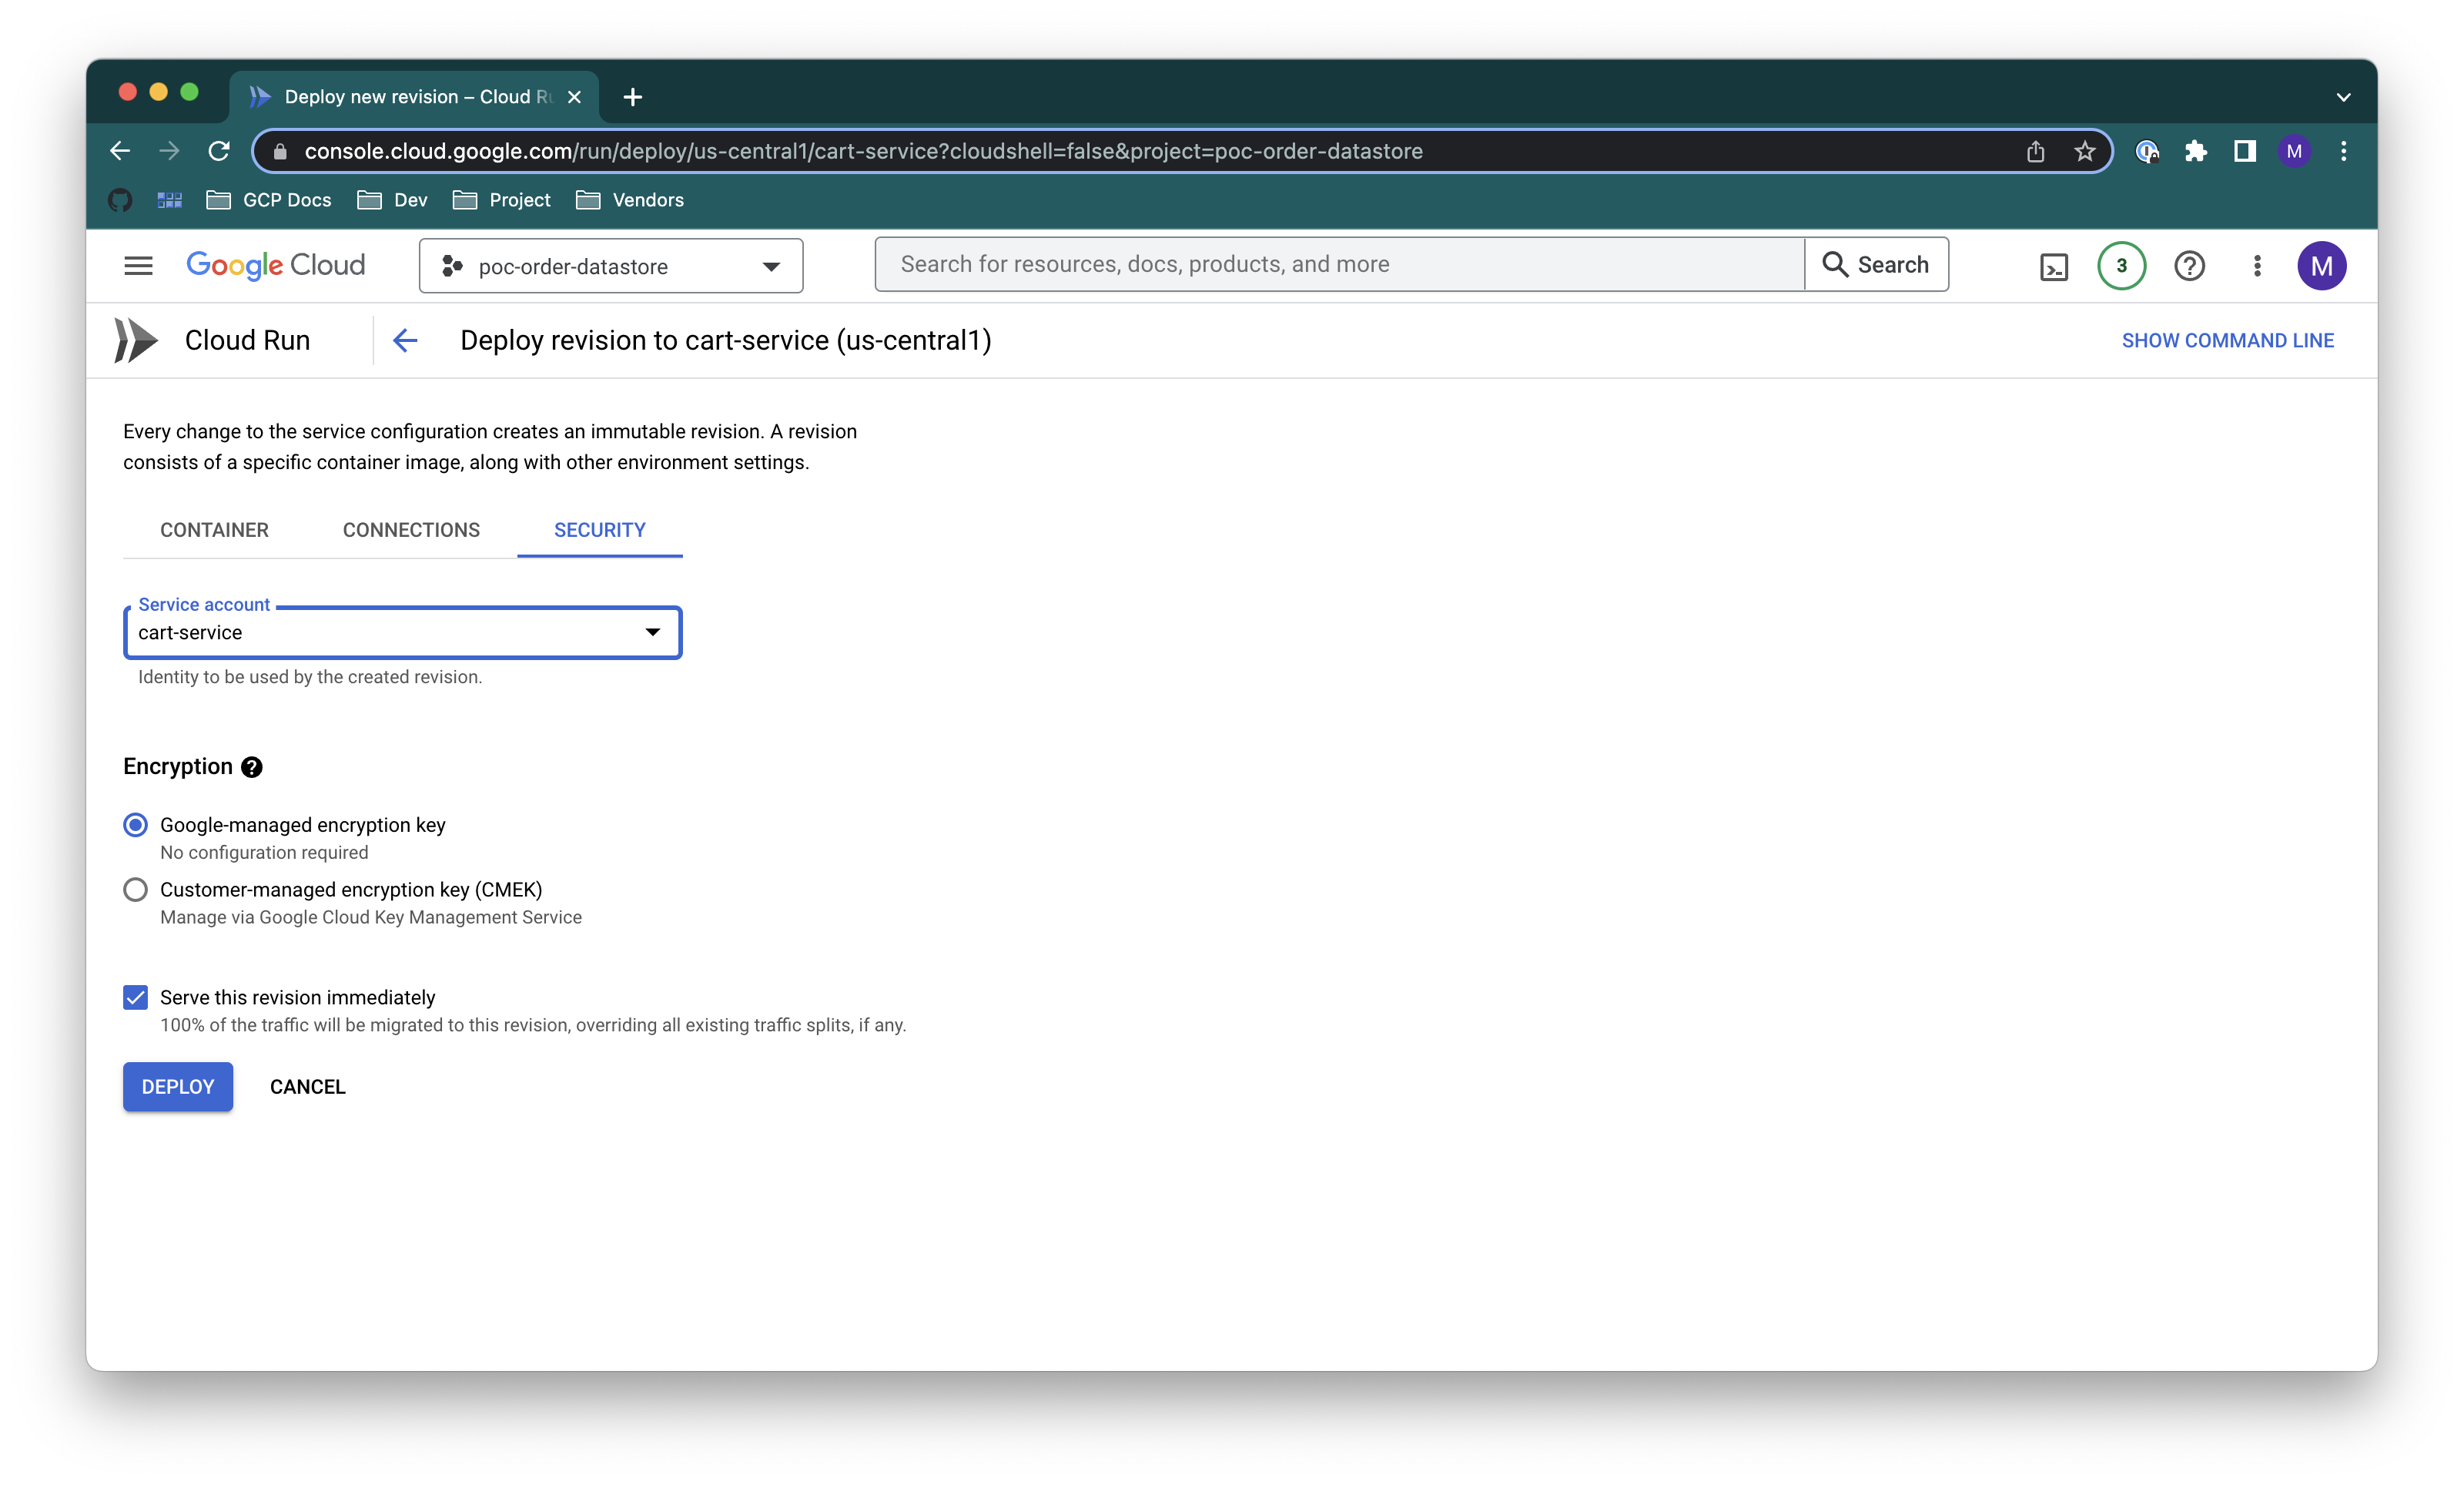 Deploy new revision – Cloud Ru
console.cloud.google.com/run/deploy/us-central1/cart-service?cloudshell=false&project=poc-order-datastore
M
GCP Docs
Dev
Project
Vendors
Google Cloud
poc-order-datastore
Search for resources, docs, products, and more
Search
3
M
Cloud Run
Deploy revision to cart-service (us-central1)
SHOW COMMAND LINE
Every change to the service configuration creates an immutable revision. A revision
consists of a specific container image, along with other environment settings.
CONTAINER
CONNECTIONS
SECURITY
Service account
cart-service
Identity to be used by the created revision.
Encryption
Google-managed encryption key
No configuration required
Customer-managed encryption key (CMEK)
Manage via Google Cloud Key Management Service
Serve this revision immediately
100% of the traffic will be migrated to this revision, overriding all existing traffic splits, if any.
DEPLOY
CANCEL